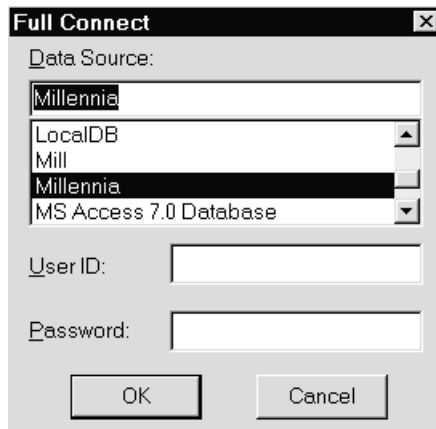 Full Connect
Data Source:
Millennia
LocalDB
Mill
Millennia
MS Access 7.0 Database
User ID:
Password:
OK Cancel